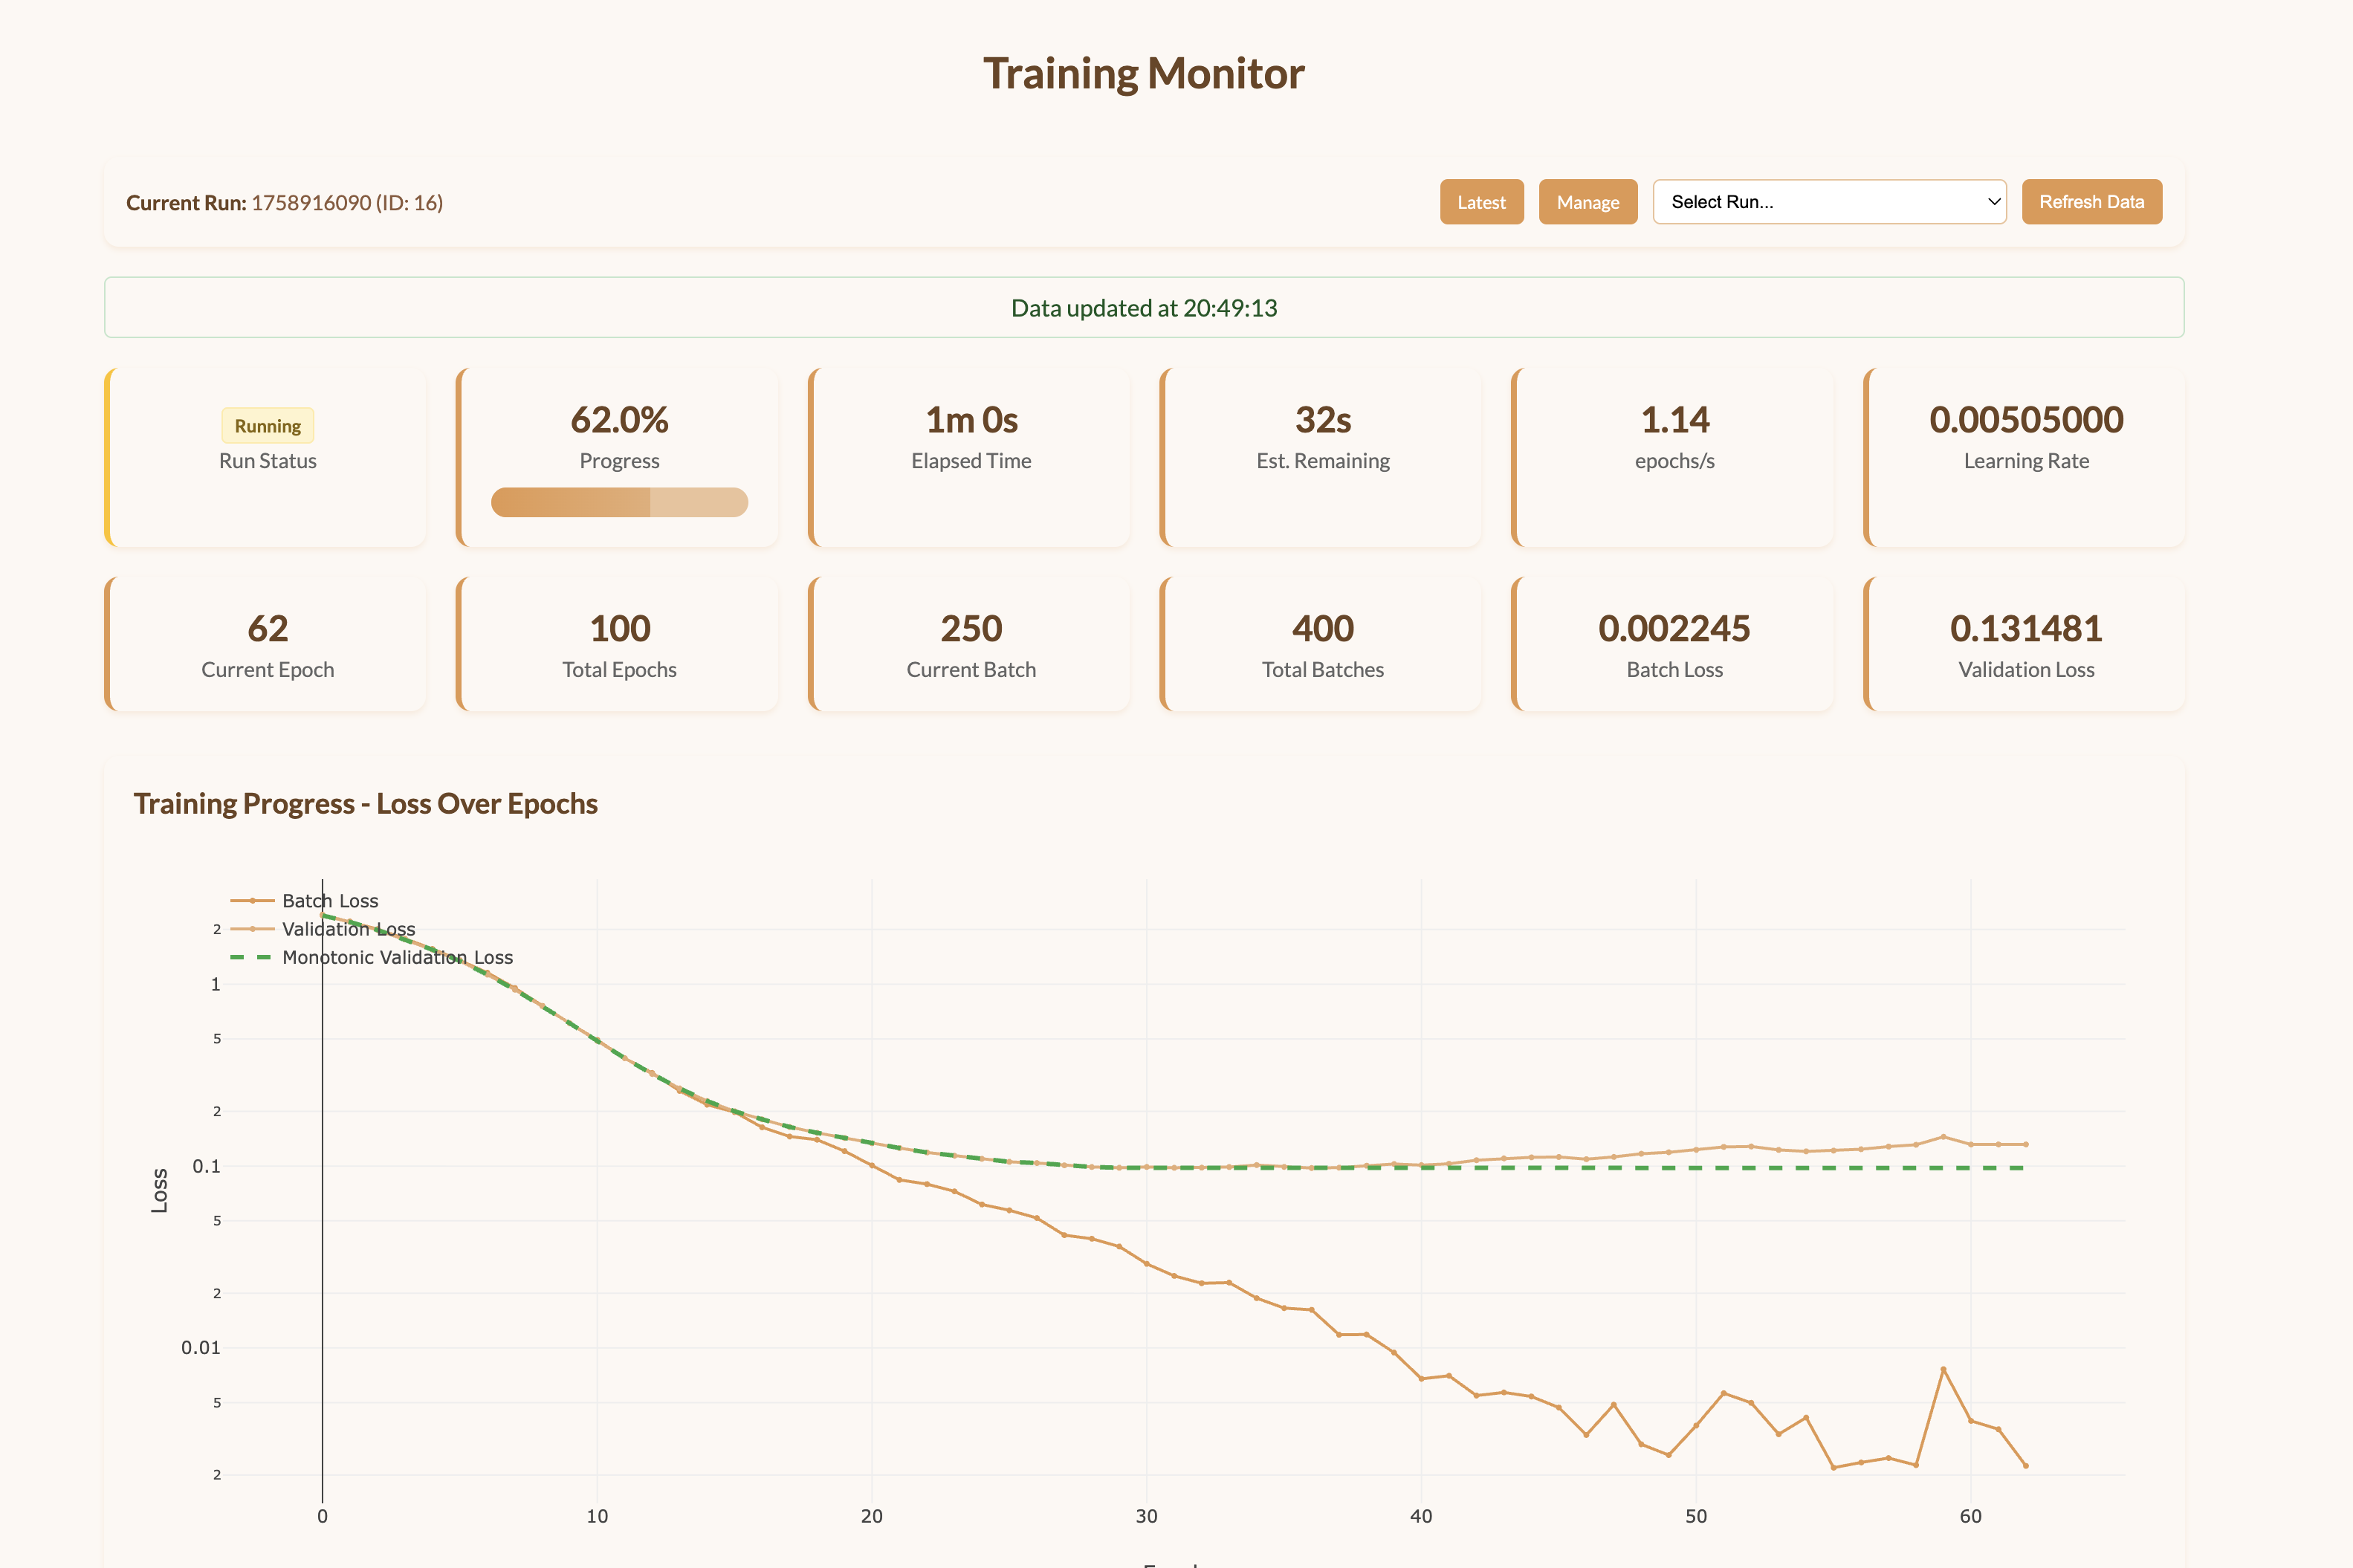 Training Monitor
Current Run: 1758916090 (ID: 16)
Latest
Manage
Select Run...
Refresh Data
Data updated at 20:49:13
Running
Run Status
62.0%
Progress
1m 0s
Elapsed Time
32s
Est. Remaining
1.14
epochs/s
0.00505000
Learning Rate
62
Current Epoch
100
Total Epochs
250
Current Batch
400
Total Batches
0.002245
Batch Loss
0.131481
Validation Loss
Training Progress - Loss Over Epochs
Batch Loss
Validation Loss
Monotonic Validation Loss
2
1
5
2
0.1
5
2
0.01
5
2
Loss
0 10 20 30 40 50 60